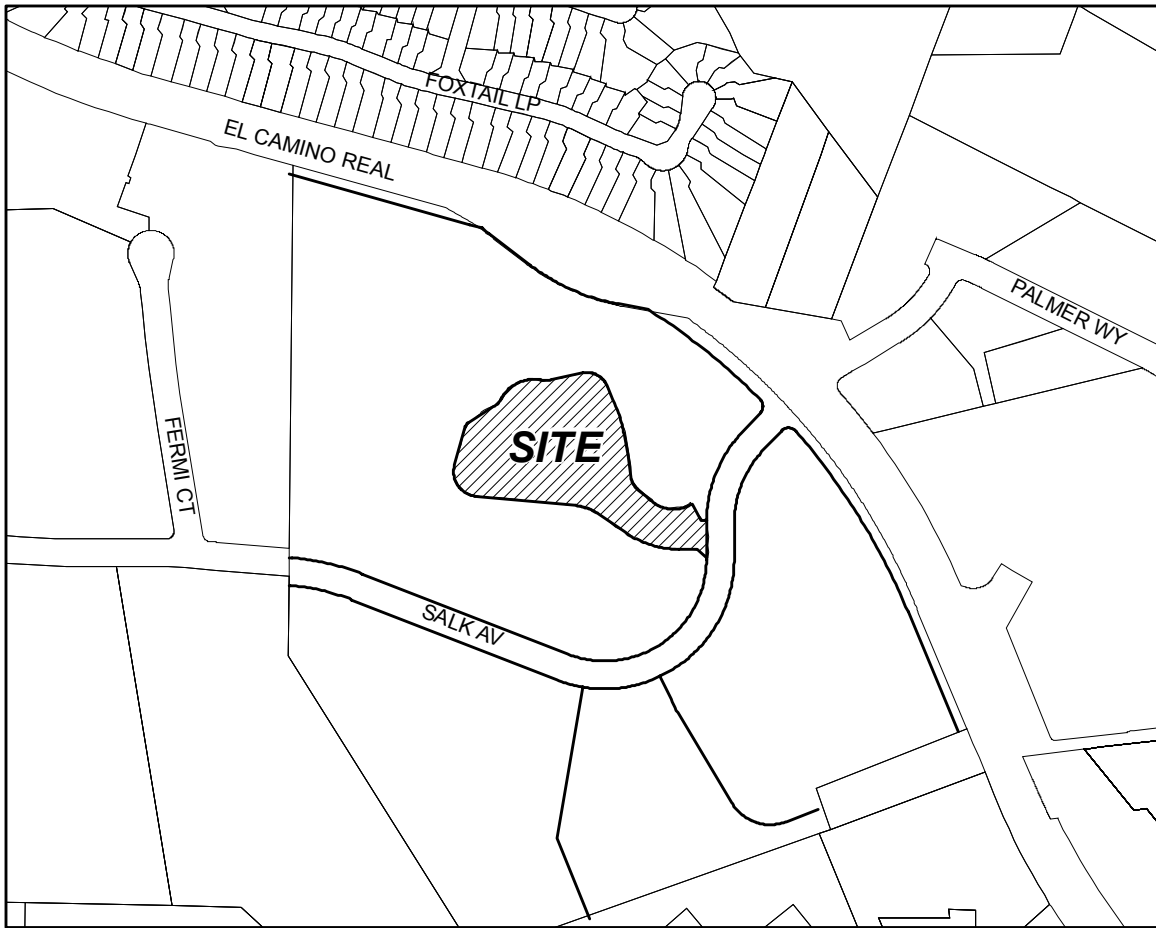 FOXTAIL LP
EL CAMINO REAL
PALMER WY
FERMI CT
SITE
SALK AV